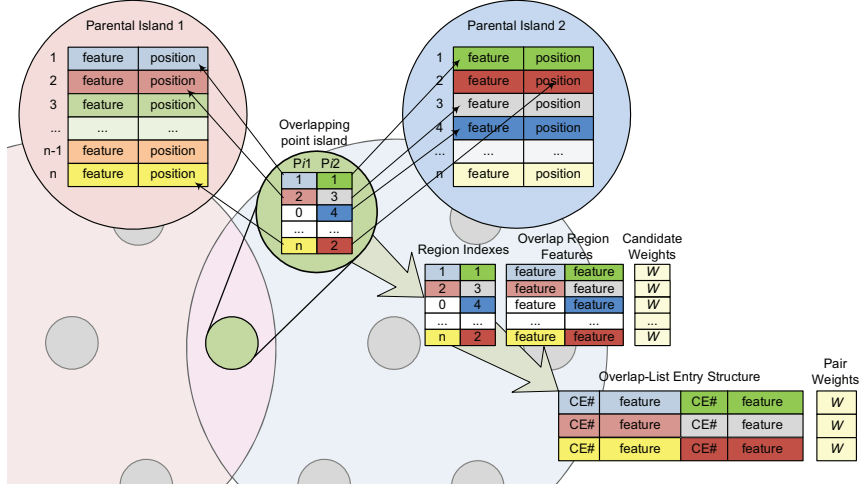 Parental Island 1
1 feature position
2 feature position
3 feature position
... ... ...
n-1 feature position
n feature position
Parental Island 2
1 feature position
2 feature position
3 feature position
4 feature position
... ... ...
n feature position
Overlapping
point island
Pi1 Pi2
1 1
2 3
0 4
... ...
n 2
Region Indexes
1 1
2 3
0 4
... ...
n 2
Overlap Region
Features
feature feature
feature feature
feature feature
... ...
feature feature
Candidate
Weights
W
W
W
...
W
Overlap-List Entry Structure
CE# feature CE# feature
CE# feature CE# feature
CE# feature CE# feature
Pair
Weights
W
W
W